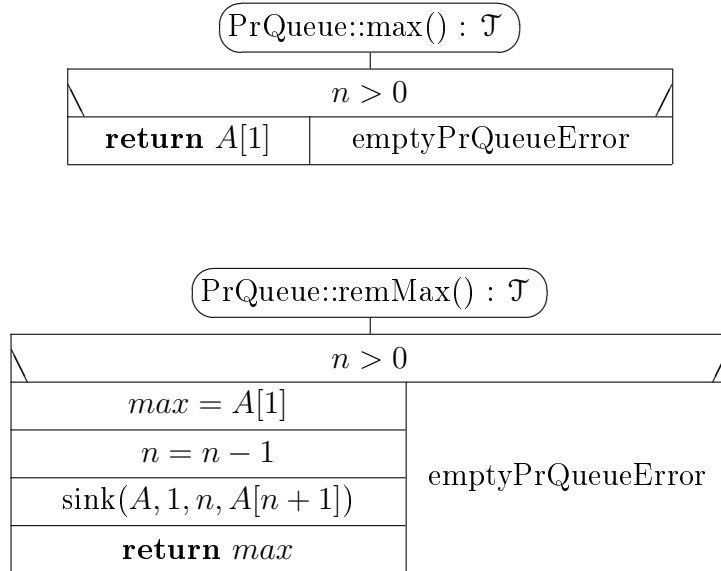 PrQueue::max() : 𝒯
n > 0
return A[1]
emptyPrQueueError
PrQueue::remMax() : 𝒯
n > 0
max = A[1]
n = n − 1
sink(A, 1, n, A[n + 1])
return max
emptyPrQueueError